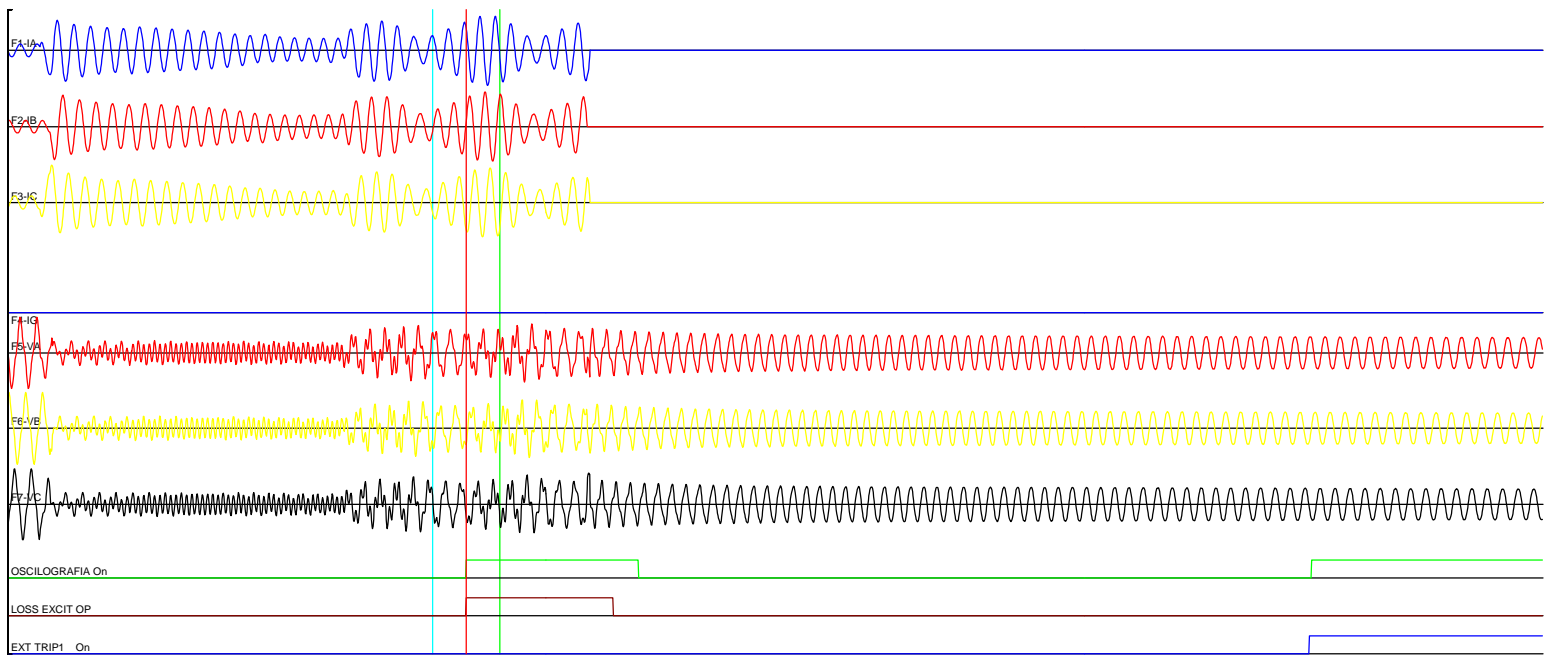 F1-IA
F2-IB
F3-IC
F4-IG
F5-VA
F6-VB
F7-VC
OSCILOGRAFIA On
LOSS EXCIT OP
EXT TRIP1 On